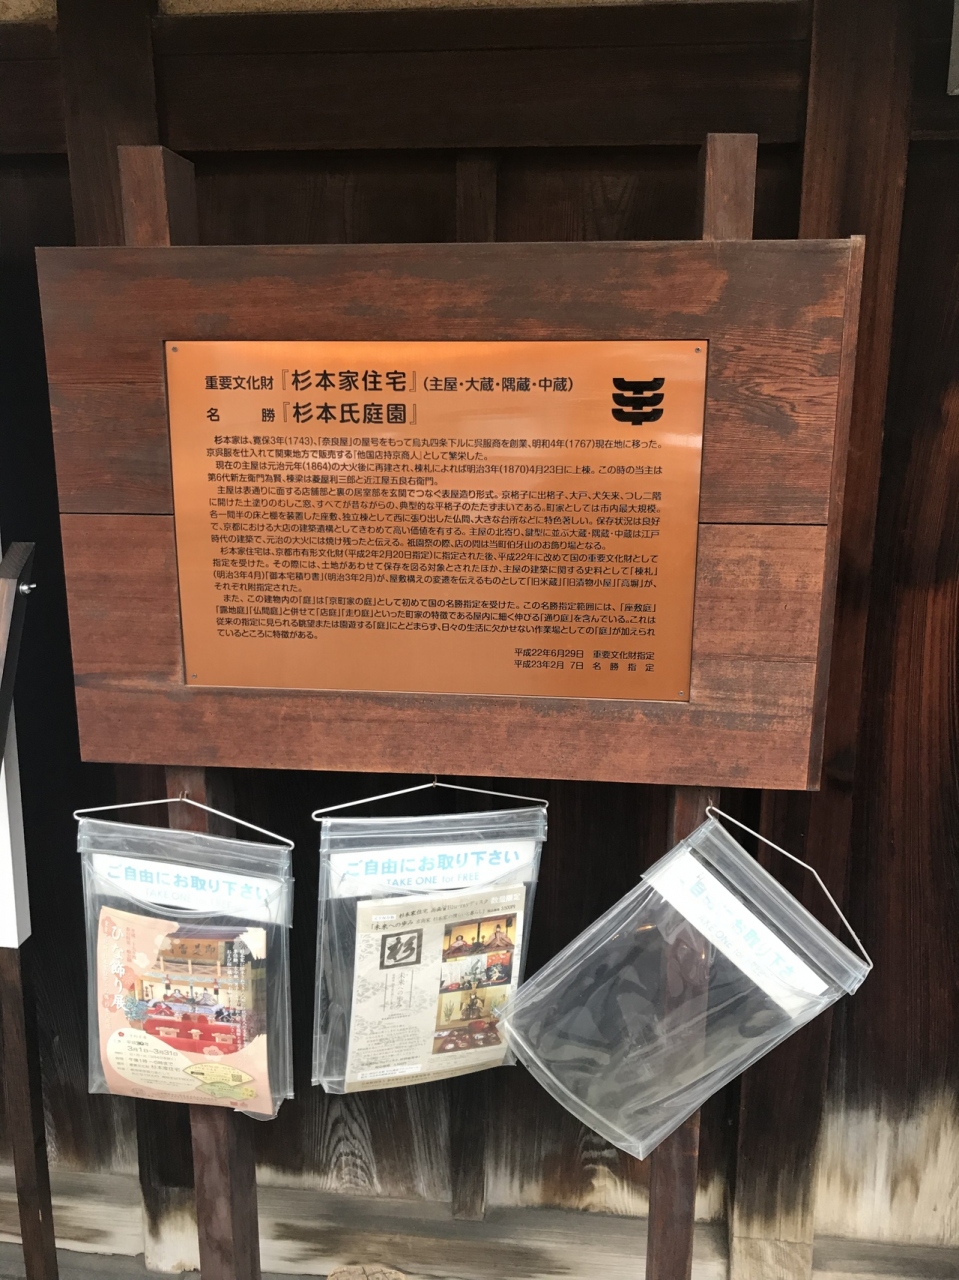 重要文化財『杉本家住宅』(主屋・大蔵・隅蔵・中蔵)
名 勝『杉本氏庭園』
杉本家は、寛保3年(1743)、「奈良屋」の屋号をもって烏丸四条下ルに呉服商を創業、明和4年(1767)現在地に移った。
京呉服を仕入れて関東地方で販売する「他国店持京商人」として繁栄した。
現在の主屋は元治元年(1864)の大火後に再建され、棟札によれば明治3年(1870)4月23日に上棟。この時の当主は
第6代新左衛門為賢、棟梁は菱屋利三郎と近江屋五良右衛門。
主屋は表通りに面する店舗部と裏の居室部を玄関でつなぐ表屋造り形式。京格子に出格子、大戸、犬矢来、つし二階
に開けた土塗りのむしこ窓、すべてが昔ながらの、典型的な平格子のたたずまいである。町家としては市内最大規模。
各一間半の床と棚を装置した座敷、独立棟として西に張り出した仏間、大きな台所などに特色著しい。保存状況は良好
で、京都における大店の建築遺構としてきわめて高い価値を有する。主屋の北寄り、鍵型に並ぶ大蔵・隅蔵・中蔵は江戸
時代の建築で、元治の大火には焼け残ったと伝える。祇園祭の際、店の間は当町伯牙山のお飾り場となる。
杉本家住宅は、京都市有形文化財(平成2年2月20日指定)に指定された後、平成22年に改めて国の重要文化財として
指定を受けた。その際には、土地があわせて保存を図る対象とされたほか、主屋の建築に関する史料として「棟札」
(明治3年4月)「御本宅積り書」(明治3年2月)が、屋敷構えの変遷を伝えるものとして「旧米蔵」「旧漬物小屋」「高塀」が、
それぞれ附指定された。
また、この建物内の「庭」は「京町家の庭」として初めて国の名勝指定を受けた。この名勝指定範囲には、「座敷庭」
「露地庭」「仏間庭」と併せて「店庭」「走り庭」といった町家の特徴である屋内に細く伸びる「通り庭」を含んでいる。これは
従来の指定に見られる眺望または園遊する「庭」にとどまらず、日々の生活に欠かせない作業場としての「庭」が加えられ
ているところに特徴がある。
平成22年6月29日 重要文化財指定
平成23年2月 7日 名 勝 指 定
ご自由にお取り下さい
TAKE ONE
ひな飾り展
平成30年
3月1日〜3月31日
ご自由にお取り下さい
TAKE ONE for FREE
杉